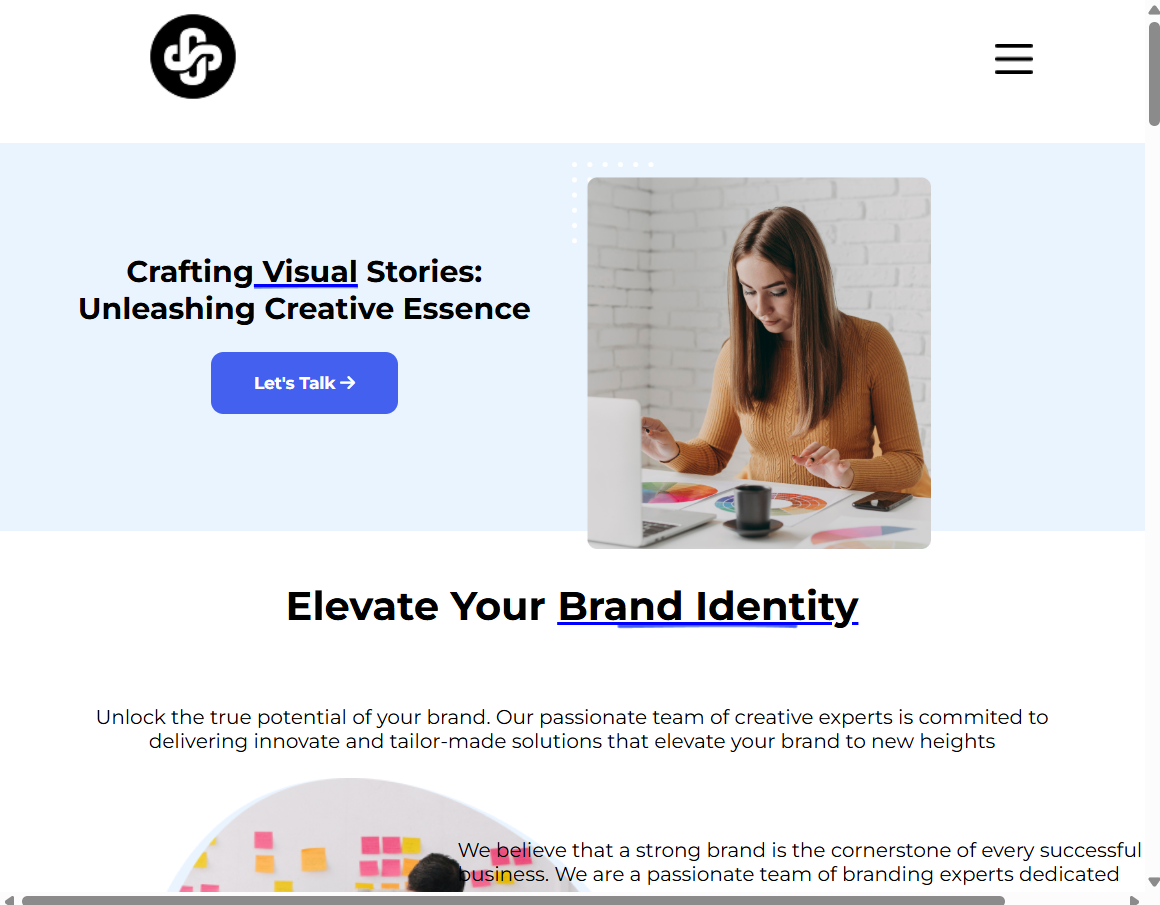 Crafting Visual Stories:
Unleashing Creative Essence
Let's Talk →
Elevate Your Brand Identity
Unlock the true potential of your brand. Our passionate team of creative experts is commited to
delivering innovate and tailor-made solutions that elevate your brand to new heights
We believe that a strong brand is the cornerstone of every successful
business. We are a passionate team of branding experts dedicated